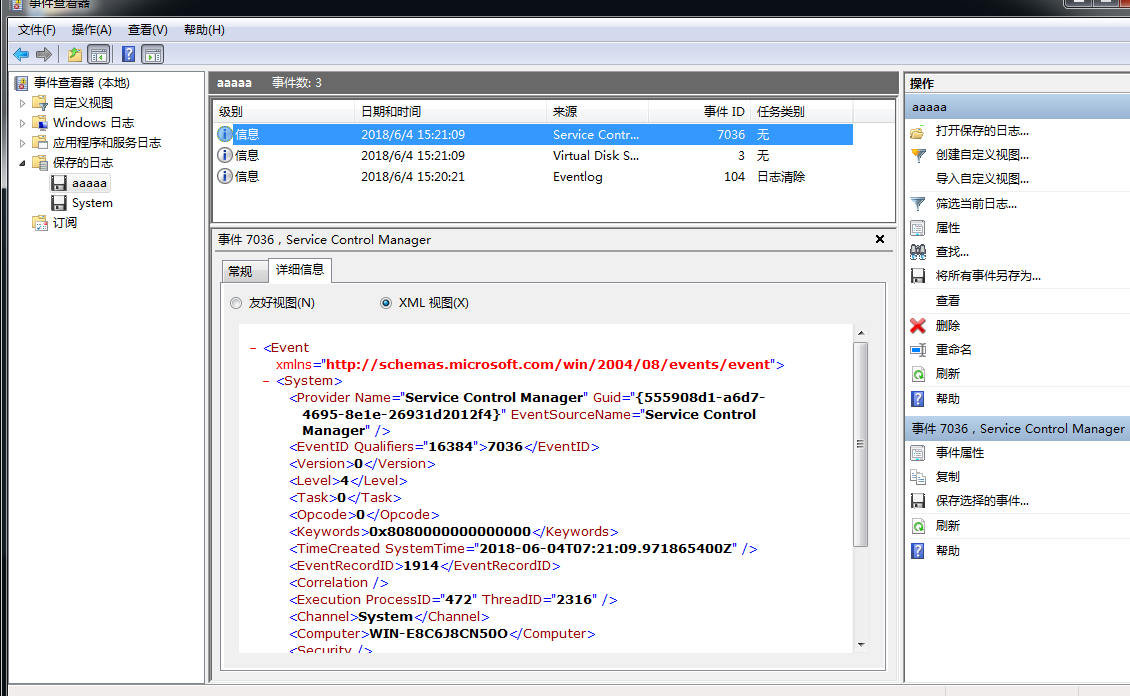 事件查看器
文件(F) 操作(A) 查看(V) 帮助(H)
事件查看器 (本地)
自定义视图
Windows 日志
应用程序和服务日志
保存的日志
aaaaa
System
订阅
aaaaa 事件数: 3
级别 日期和时间 来源 事件 ID 任务类别
信息 2018/6/4 15:21:09 Service Contr... 7036 无
信息 2018/6/4 15:21:09 Virtual Disk S... 3 无
信息 2018/6/4 15:20:21 Eventlog 104 日志清除
事件 7036，Service Control Manager
常规 详细信息
友好视图(N) XML 视图(X)
- <Event
xmlns="http://schemas.microsoft.com/win/2004/08/events/event">
- <System>
<Provider Name="Service Control Manager" Guid="{555908d1-a6d7-
4695-8e1e-26931d2012f4}" EventSourceName="Service Control
Manager" />
<EventID Qualifiers="16384">7036</EventID>
<Version>0</Version>
<Level>4</Level>
<Task>0</Task>
<Opcode>0</Opcode>
<Keywords>0x8080000000000000</Keywords>
<TimeCreated SystemTime="2018-06-04T07:21:09.971865400Z" />
<EventRecordID>1914</EventRecordID>
<Correlation />
<Execution ProcessID="472" ThreadID="2316" />
<Channel>System</Channel>
<Computer>WIN-E8C6J8CN50O</Computer>
<Security />
操作
aaaaa
打开保存的日志...
创建自定义视图...
导入自定义视图...
筛选当前日志...
属性
查找...
将所有事件另存为...
查看
删除
重命名
刷新
帮助
事件 7036，Service Control Manager
事件属性
复制
保存选择的事件...
刷新
帮助